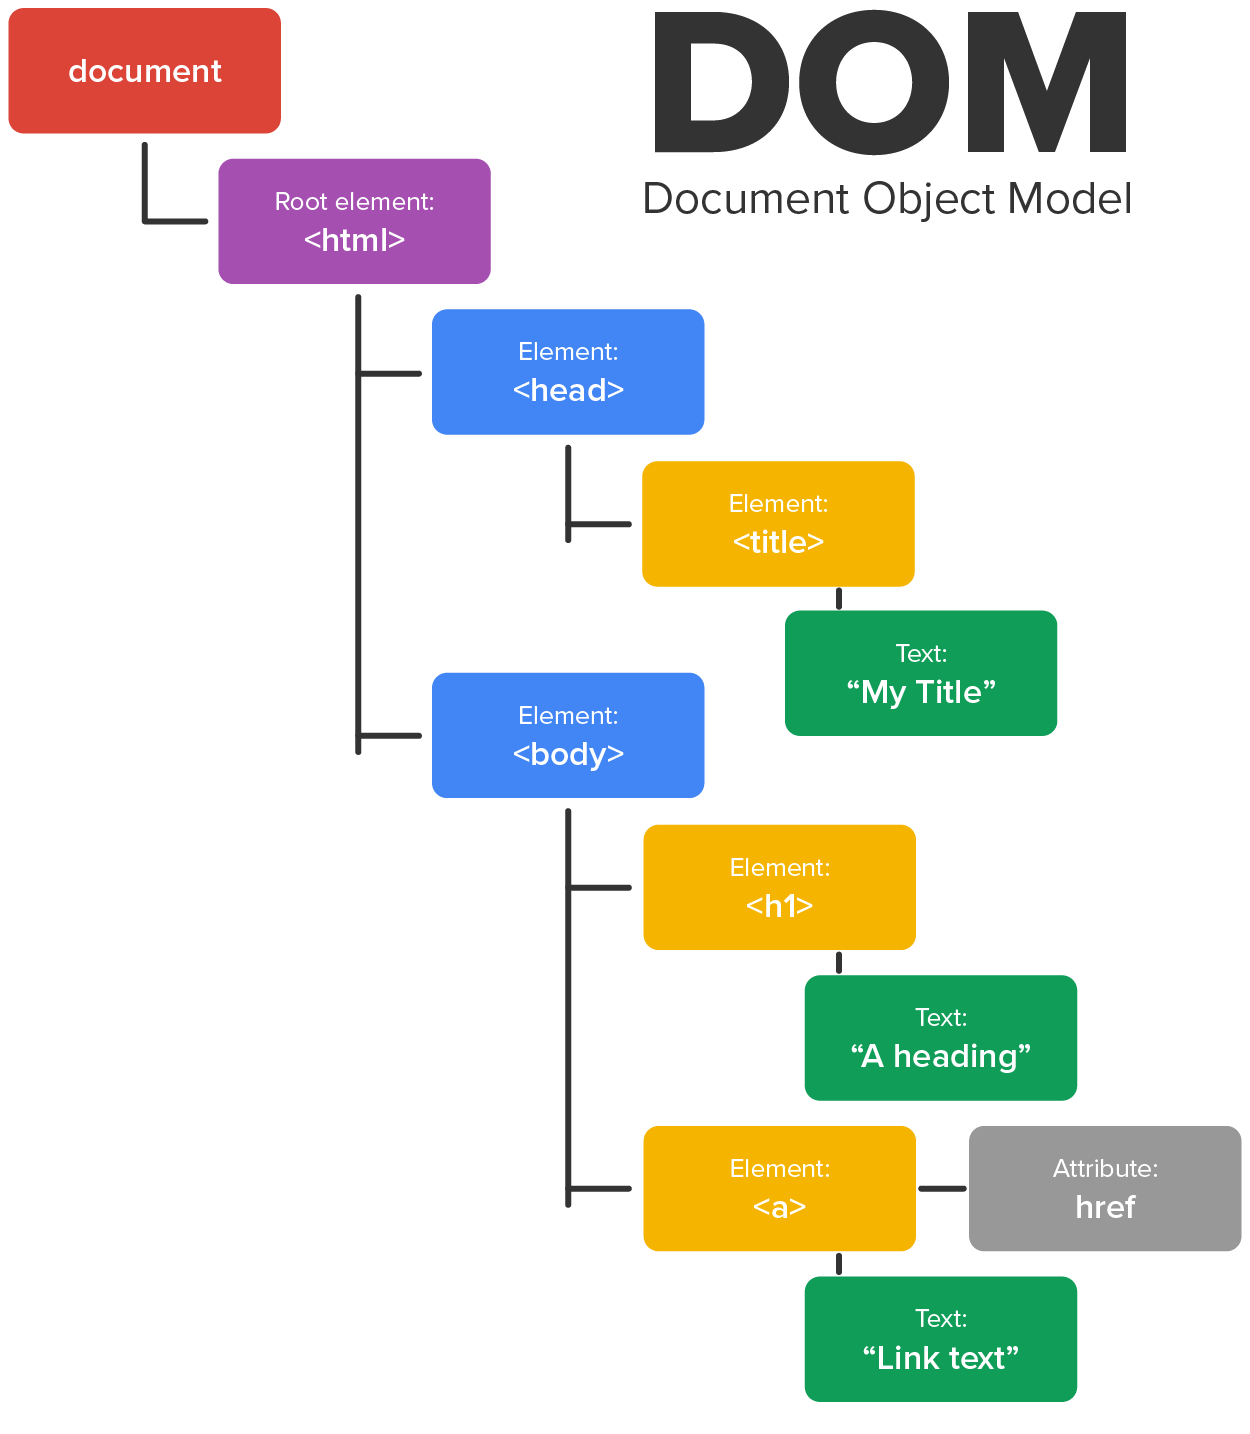 document
DOM
Document Object Model
Root element:
<html>
Element:
<head>
Element:
<title>
Text:
“My Title”
Element:
<body>
Element:
<h1>
Text:
“A heading”
Element:
<a>
Attribute:
href
Text:
“Link text”